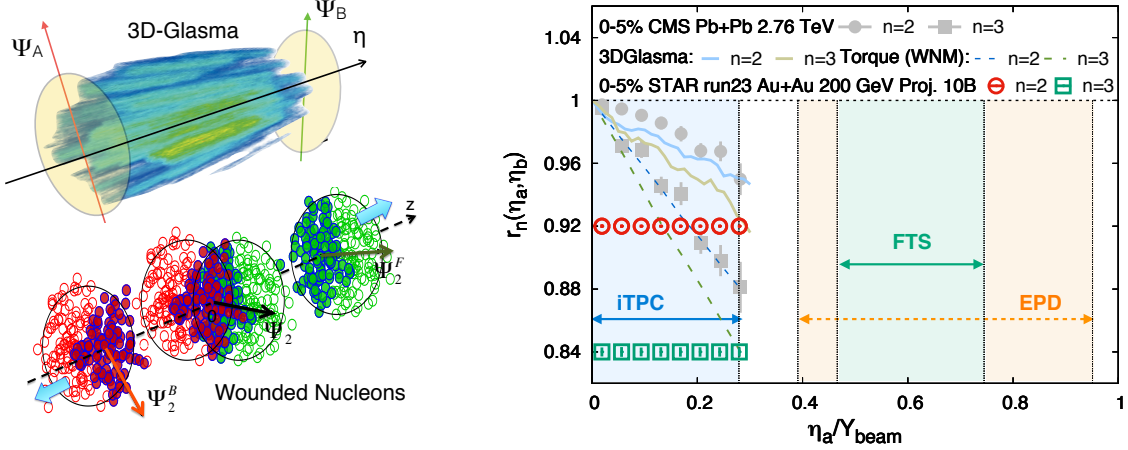 Ψ_A
3D-Glasma
Ψ_B
η
z
Ψ_2^F
Ψ_2
Ψ_2^B
Wounded Nucleons
0-5% CMS Pb+Pb 2.76 TeV n=2 n=3
3DGlasma: n=2 n=3 Torque (WNM): n=2 n=3
0-5% STAR run23 Au+Au 200 GeV Proj. 10B n=2 n=3
1.04
1
0.96
0.92
0.88
0.84
r_n(η_a,η_b)
FTS
iTPC
EPD
0 0.2 0.4 0.6 0.8 1
η_a/Y_beam